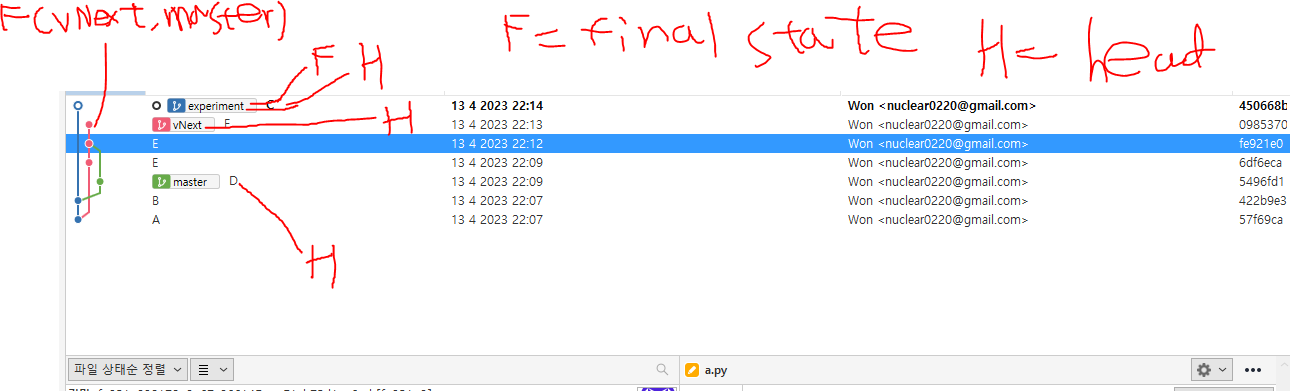 F(vNext, master)
F= final state H= head
F H
experiment C 13 4 2023 22:14 Won <nuclear0220@gmail.com> 450668b
vNext F 13 4 2023 22:13 Won <nuclear0220@gmail.com> 0985370
H
E 13 4 2023 22:12 Won <nuclear0220@gmail.com> fe921e0
E 13 4 2023 22:09 Won <nuclear0220@gmail.com> 6df6eca
master D 13 4 2023 22:09 Won <nuclear0220@gmail.com> 5496fd1
B 13 4 2023 22:07 Won <nuclear0220@gmail.com> 422b9e3
A 13 4 2023 22:07 Won <nuclear0220@gmail.com> 57f69ca
H
파일 상태순 정렬 a.py